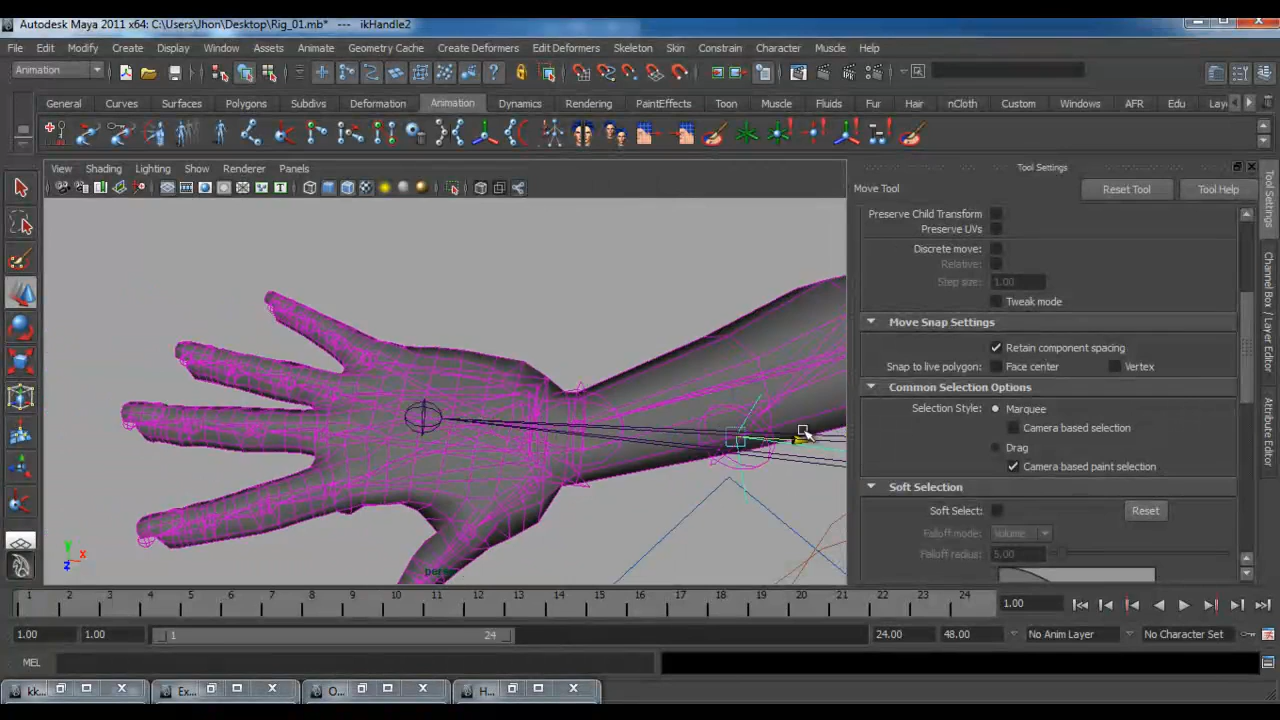 Autodesk Maya 2011 x64: C:\Users\Jhon\Desktop\Rig_01.mb* --- ikHandle2
File Edit Modify Create Display Window Assets Animate Geometry Cache Create Deformers Edit Deformers Skeleton Skin Constrain Character Muscle Help
Animation
General Curves Surfaces Polygons Subdivs Deformation Animation Dynamics Rendering PaintEffects Toon Muscle Fluids Fur Hair nCloth Custom Windows AFR Edu Lay
View Shading Lighting Show Renderer Panels
Tool Settings
Move Tool
Reset Tool
Tool Help
Preserve Child Transform
Preserve UVs
Discrete move:
Relative:
Step size: 1.00
Tweak mode
Move Snap Settings
Retain component spacing
Snap to live polygon: Face center Vertex
Common Selection Options
Selection Style: Marquee
Camera based selection
Drag
Camera based paint selection
Soft Selection
Soft Select: Reset
Falloff mode: Volume
Falloff radius: 5.00
Tool Settings
Channel Box / Layer Editor
Attribute Editor
y
x
z
persp
1 2 3 4 5 6 7 8 9 10 11 12 13 14 15 16 17 18 19 20 21 22 23 24 1.00
1.00 1.00 1 24 24.00 48.00 No Anim Layer No Character Set
MEL
kk... Ex... O... H...